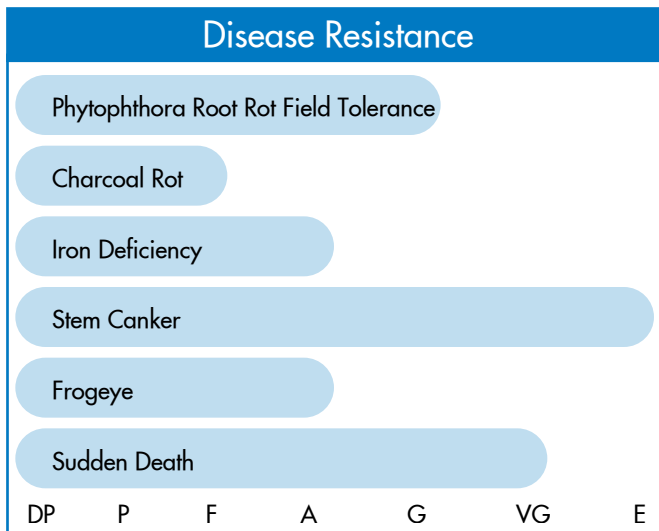 Disease Resistance
Phytophthora Root Rot Field Tolerance
Charcoal Rot
Iron Deficiency
Stem Canker
Frogeye
Sudden Death
DP P F A G VG E